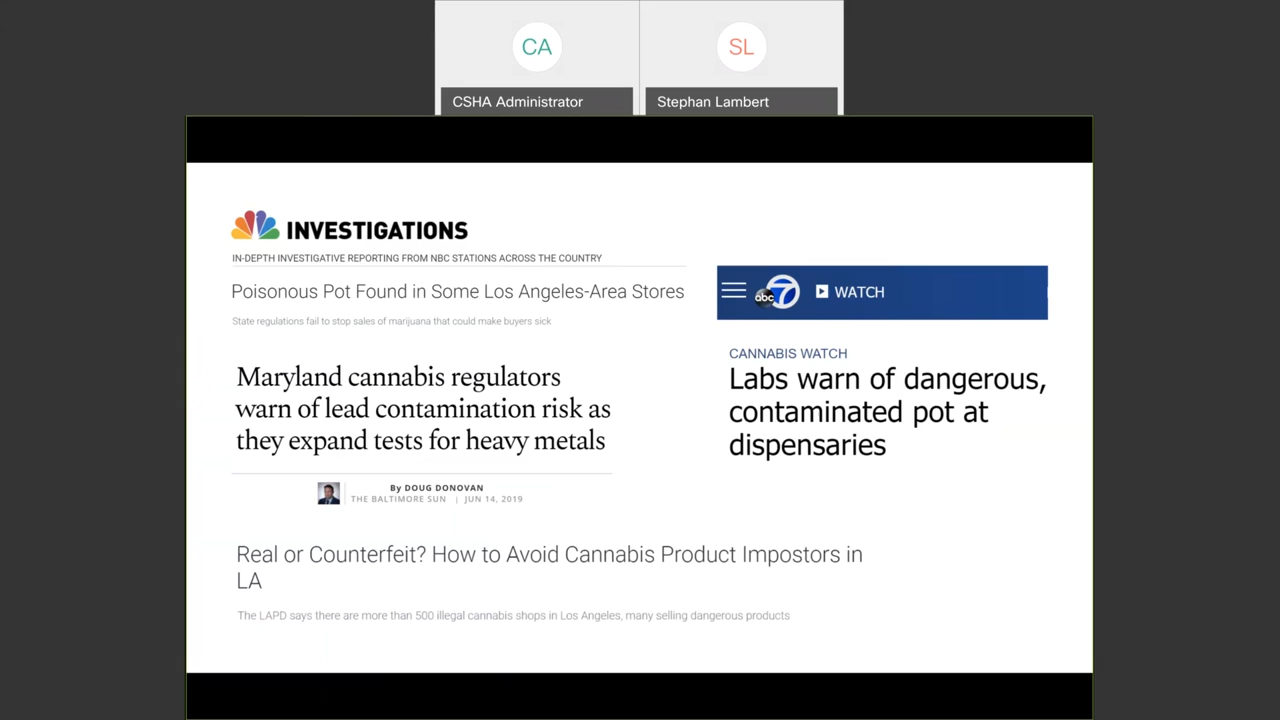 CA
SL
CSHA Administrator
Stephan Lambert
INVESTIGATIONS
IN-DEPTH INVESTIGATIVE REPORTING FROM NBC STATIONS ACROSS THE COUNTRY
Poisonous Pot Found in Some Los Angeles-Area Stores
State regulations fail to stop sales of marijuana that could make buyers sick
abc 7 WATCH
Maryland cannabis regulators
warn of lead contamination risk as
they expand tests for heavy metals
By DOUG DONOVAN
THE BALTIMORE SUN | JUN 14, 2019
CANNABIS WATCH
Labs warn of dangerous,
contaminated pot at
dispensaries
Real or Counterfeit? How to Avoid Cannabis Product Impostors in
LA
The LAPD says there are more than 500 illegal cannabis shops in Los Angeles, many selling dangerous products